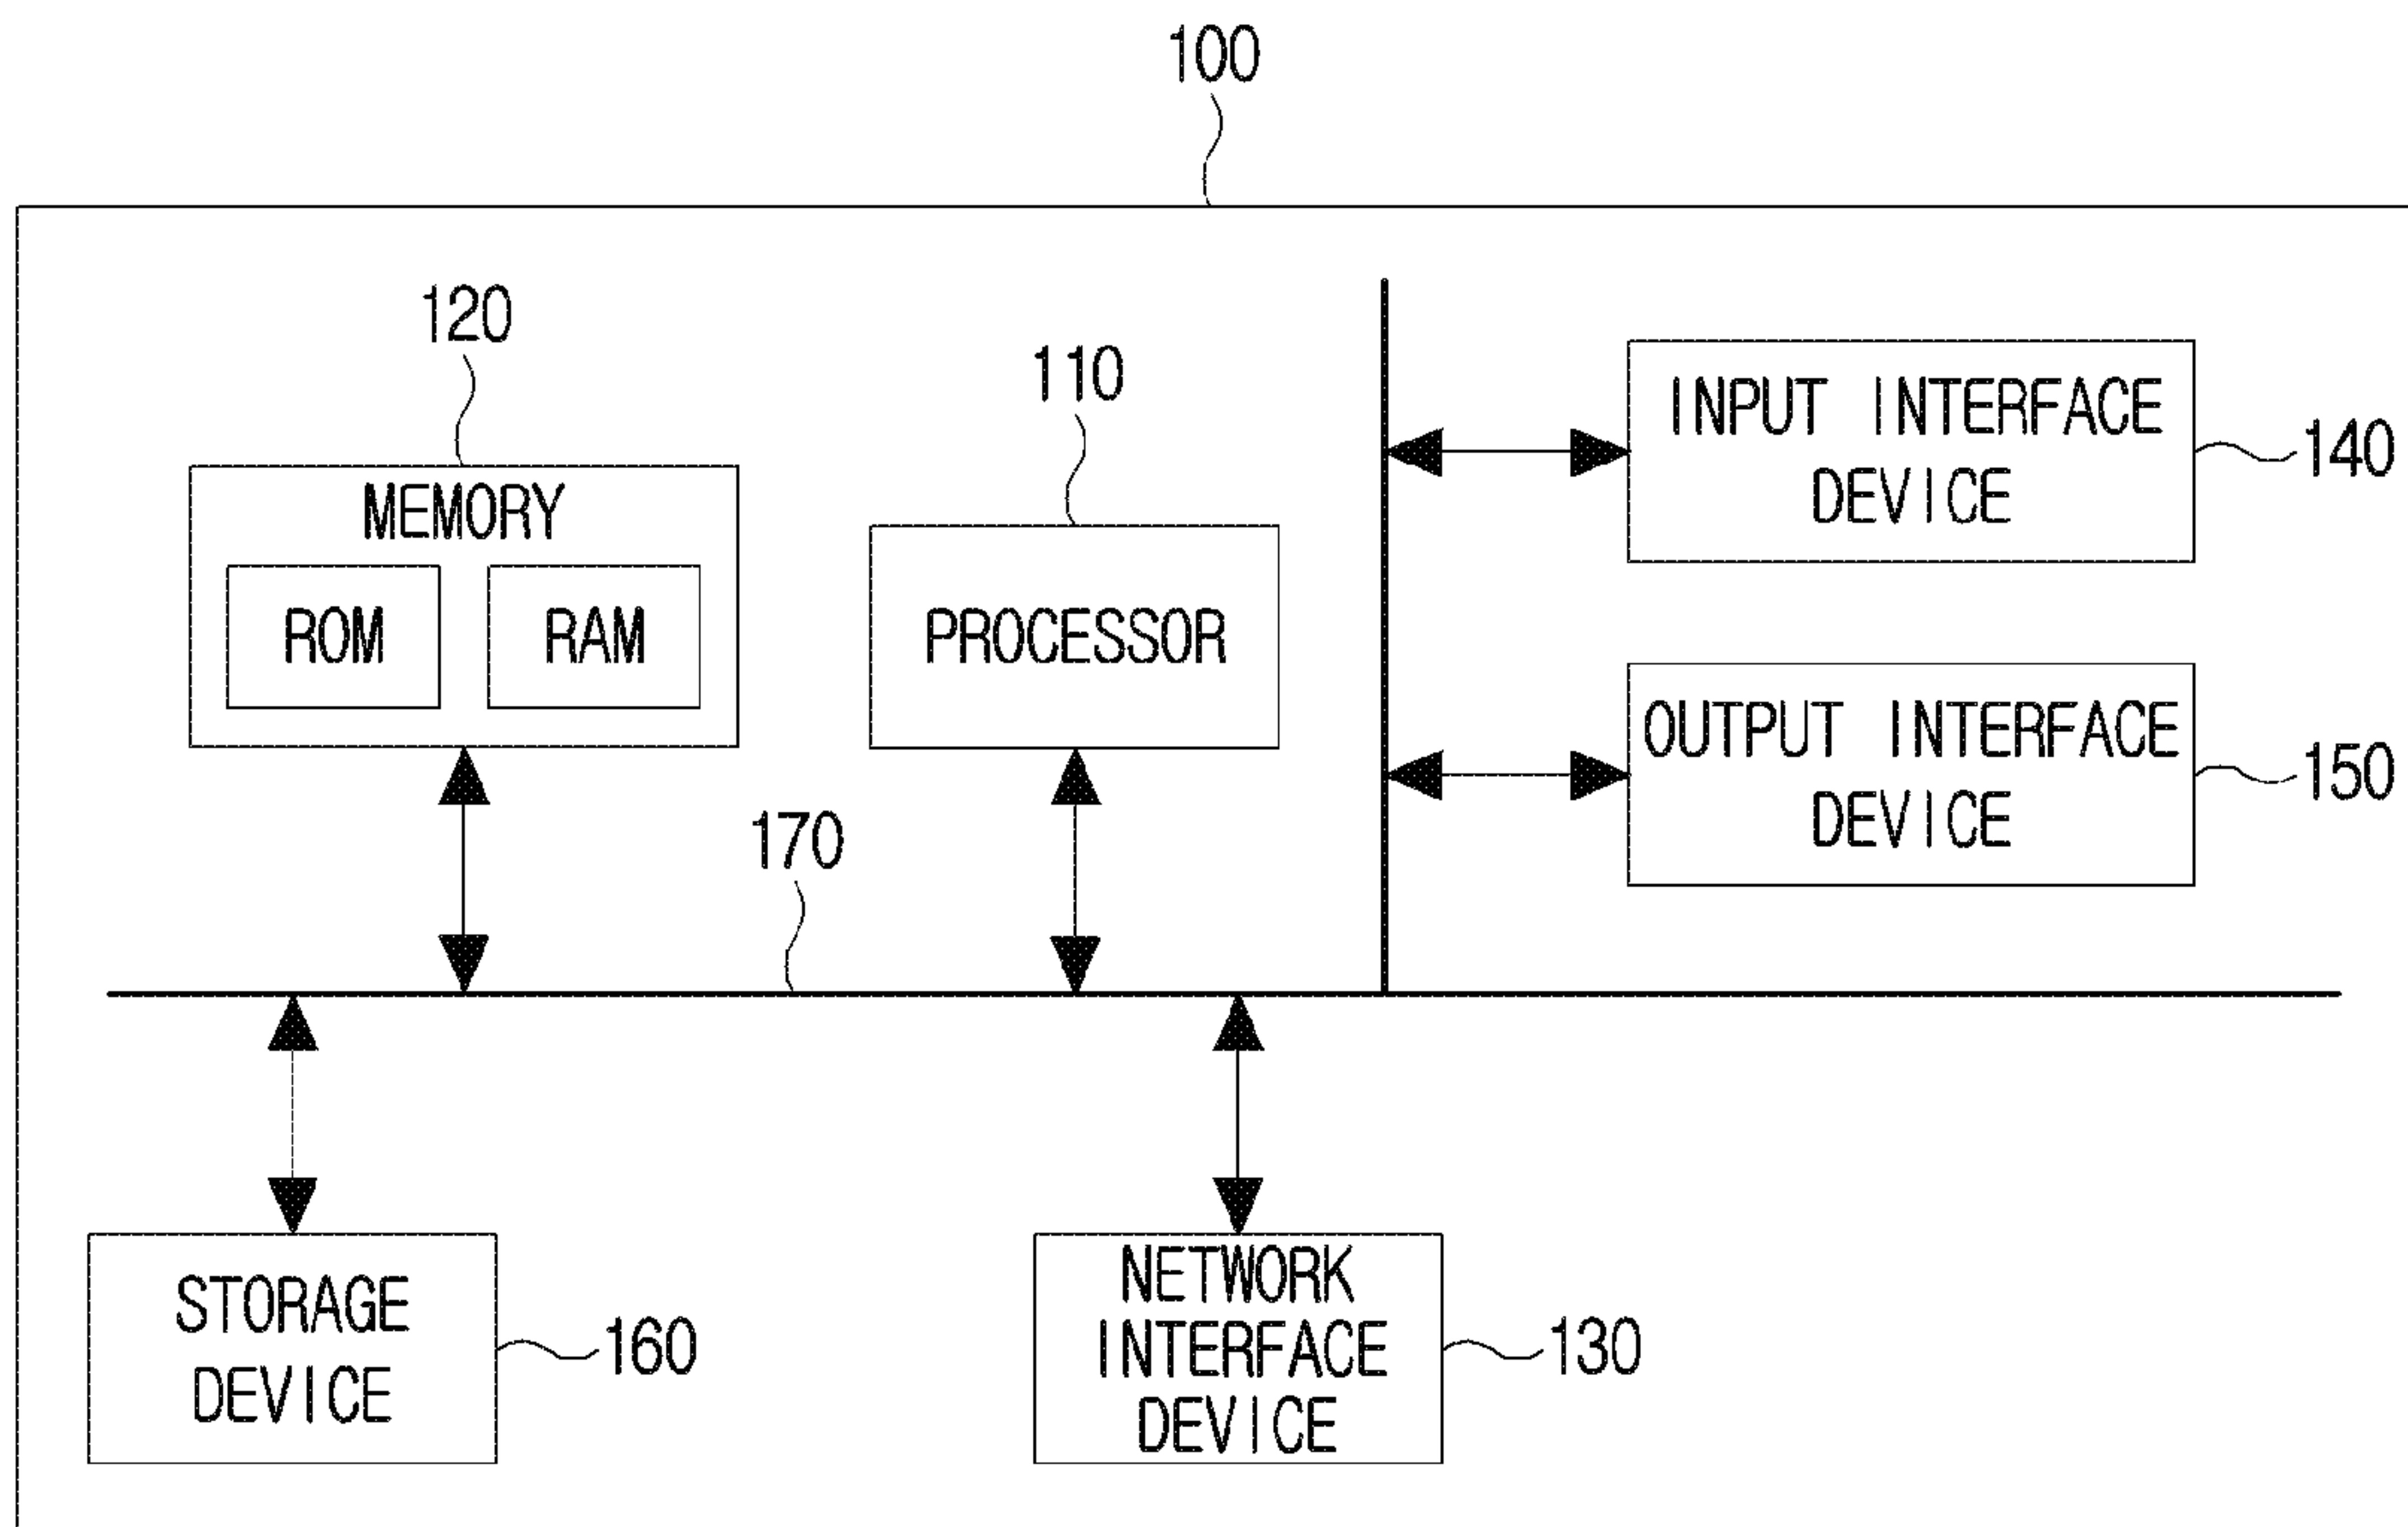 100
120
110
INPUT INTERFACE
DEVICE
140
MEMORY
ROM
RAM
PROCESSOR
OUTPUT INTERFACE
DEVICE
150
170
STORAGE
DEVICE
160
NETWORK
INTERFACE
DEVICE
130